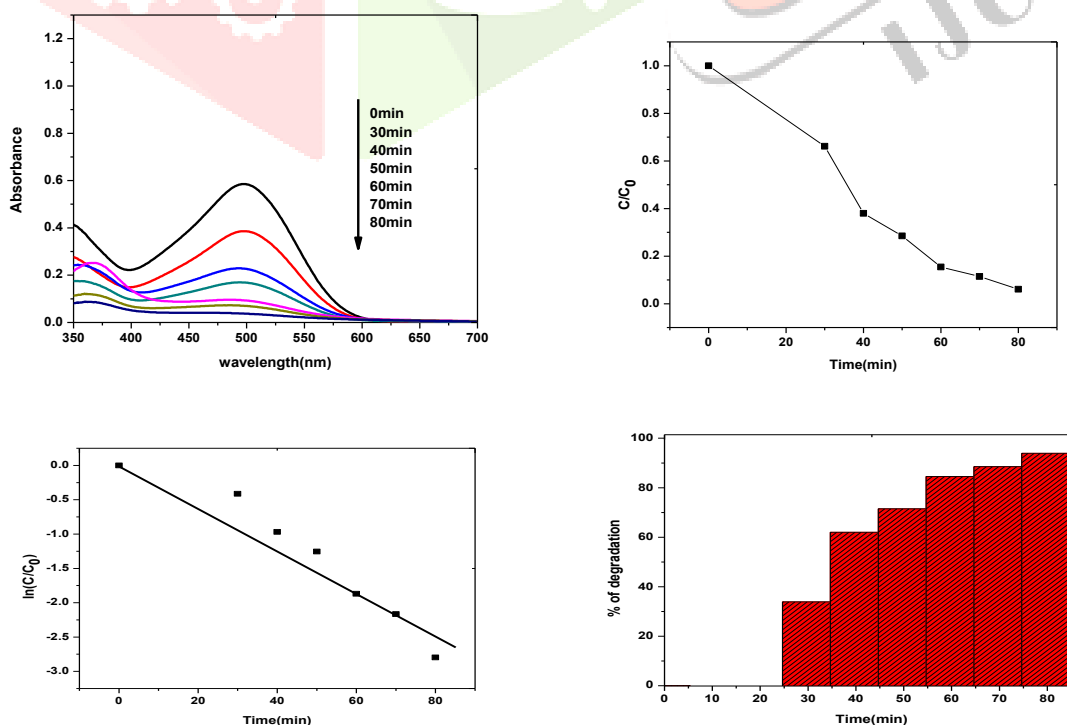 1.2
1.0
0.8
0.6
0.4
0.2
0.0
Absorbance
350 400 450 500 550 600 650 700
wavelength(nm)
0min
30min
40min
50min
60min
70min
80min
1.0
0.8
0.6
0.4
0.2
0.0
C/C0
0 20 40 60 80
Time(min)
0.0
-0.5
-1.0
-1.5
-2.0
-2.5
-3.0
ln(C/C0)
0 20 40 60 80
Time(min)
100
80
60
40
20
0
% of degradation
0 10 20 30 40 50 60 70 80
Time(min)